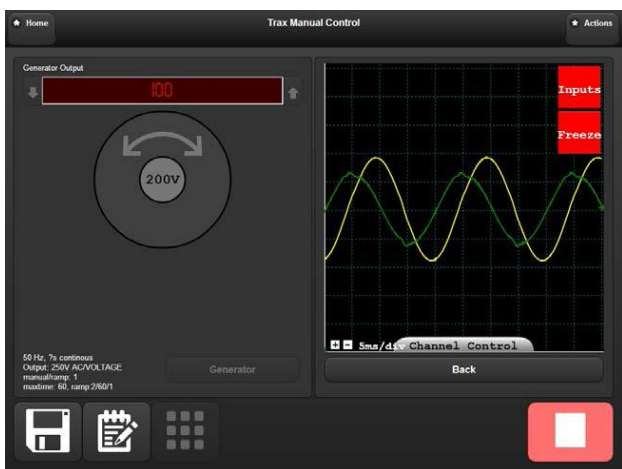 Home
Trax Manual Control
Actions
Generator Output
100
200V
50 Hz, ?s continous
Output: 250V AC/VOLTAGE
manual/ramp: 1
maxtime: 60, ramp:2/60/1
Generator
Inputs
Freeze
5ms/div Channel Control
Back